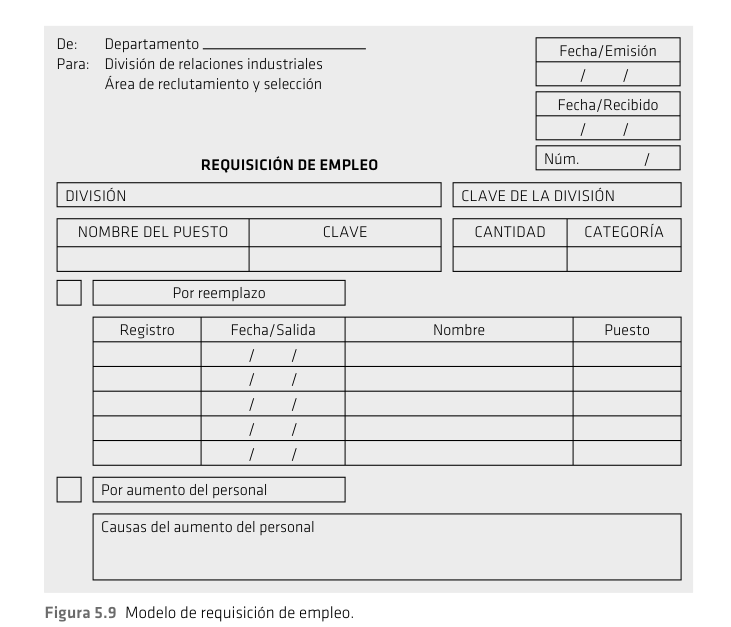 De: Departamento
Para: División de relaciones industriales
Área de reclutamiento y selección
Fecha/Emisión
/ /
Fecha/Recibido
/ /
Núm. /
REQUISICIÓN DE EMPLEO
DIVISIÓN
CLAVE DE LA DIVISIÓN
NOMBRE DEL PUESTO CLAVE
CANTIDAD CATEGORÍA
Por reemplazo
Registro Fecha/Salida Nombre Puesto
/ /
/ /
/ /
/ /
/ /
Por aumento del personal
Causas del aumento del personal
Figura 5.9 Modelo de requisición de empleo.